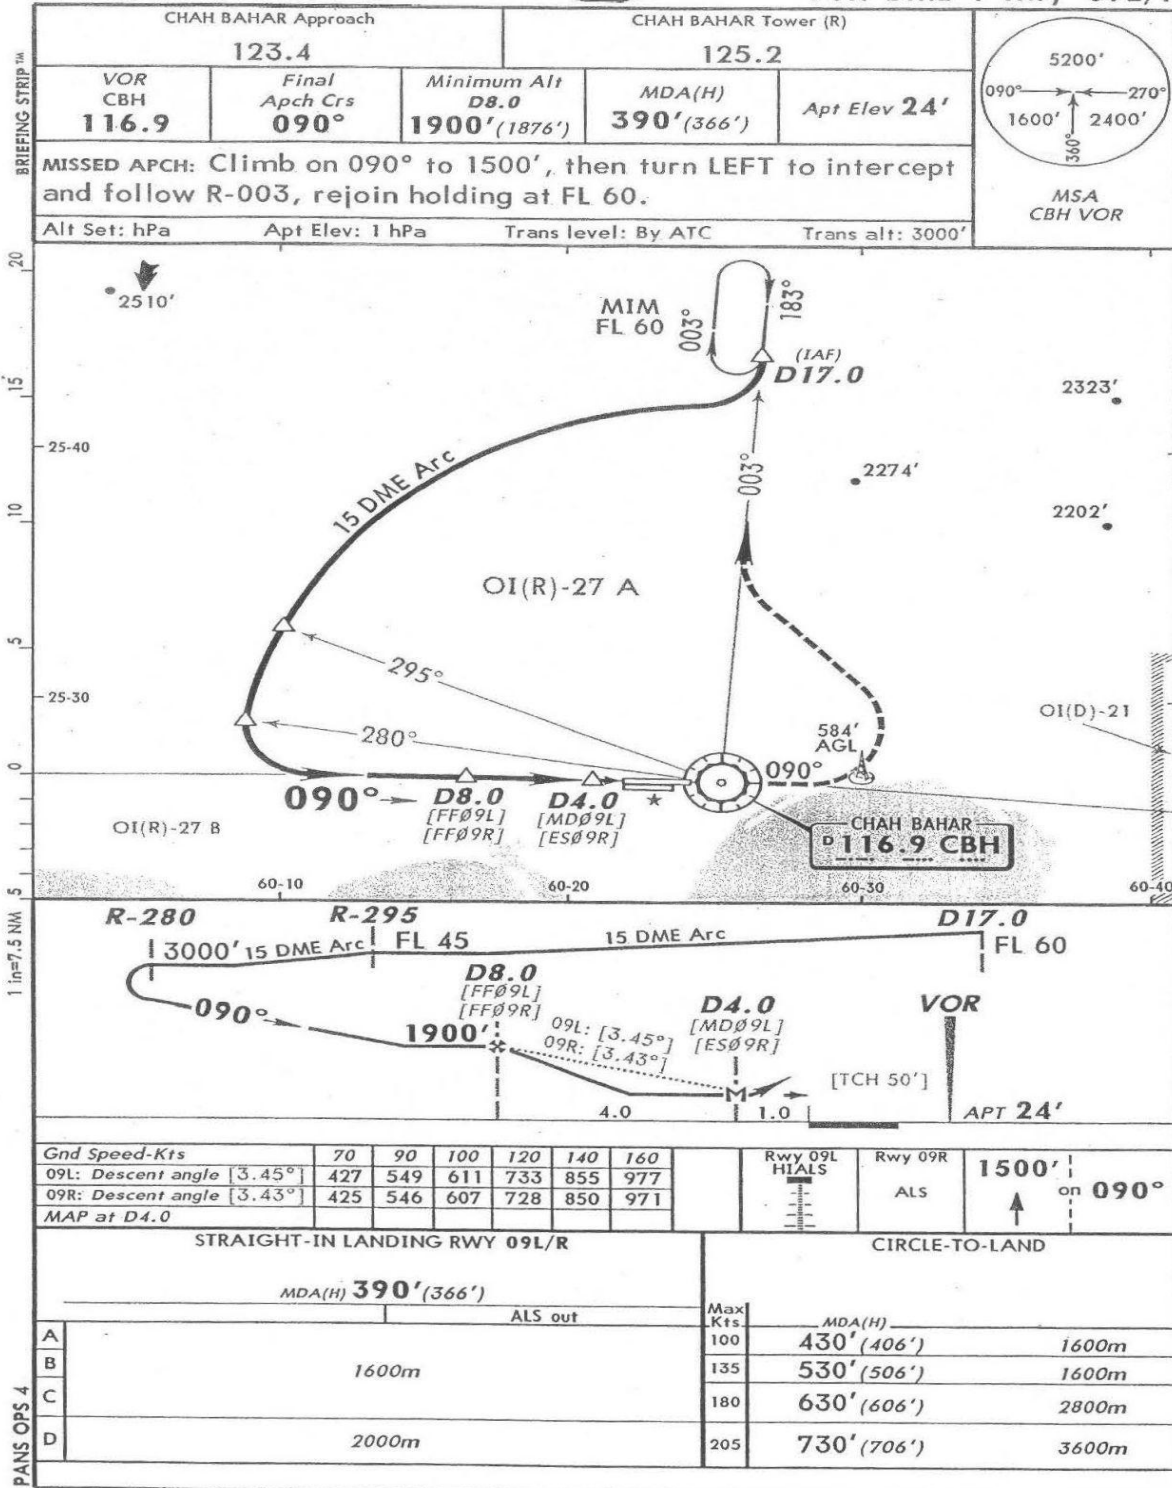 CHAH BAHAR Approach
123.4
CHAH BAHAR Tower (R)
125.2
BRIEFING STRIP™
VOR
CBH
116.9
Final
Apch Crs
090°
Minimum Alt
D8.0
1900'(1876')
MDA(H)
390'(366')
Apt Elev 24'
5200'
090°
270°
1600'
2400'
360°
MSA
CBH VOR
MISSED APCH: Climb on 090° to 1500', then turn LEFT to intercept
and follow R-003, rejoin holding at FL 60.
Alt Set: hPa Apt Elev: 1 hPa Trans level: By ATC Trans alt: 3000'
20
2510'
MIM
FL 60
003°
183°
(IAF)
D17.0
15
2323'
25-40
15 DME Arc
003°
2274'
2202'
10
OI(R)-27 A
5
295°
25-30
280°
584'
AGL
OI(D)-21
0
090°
090°
D8.0
[FFØ9L]
[FFØ9R]
D4.0
[MDØ9L]
[ESØ9R]
OI(R)-27 B
CHAH BAHAR
D 116.9 CBH
5
60-10
60-20
60-30
60-40
1 in=7.5 NM
R-280
R-295
D17.0
3000' 15 DME Arc
FL 45
15 DME Arc
FL 60
D8.0
[FFØ9L]
[FFØ9R]
090°
1900'
09L: [3.45°]
09R: [3.43°]
D4.0
[MDØ9L]
[ESØ9R]
VOR
M
[TCH 50']
4.0
1.0
APT 24'
Gnd Speed-Kts 70 90 100 120 140 160
09L: Descent angle [3.45°] 427 549 611 733 855 977
09R: Descent angle [3.43°] 425 546 607 728 850 971
MAP at D4.0
Rwy 09L
HIALS
Rwy 09R
ALS
1500'
on 090°
STRAIGHT-IN LANDING RWY 09L/R
MDA(H) 390'(366')
ALS out
A
B
C
1600m
D
2000m
CIRCLE-TO-LAND
Max
Kts
MDA(H)
100 430'(406') 1600m
135 530'(506') 1600m
180 630'(606') 2800m
205 730'(706') 3600m
PANS OPS 4